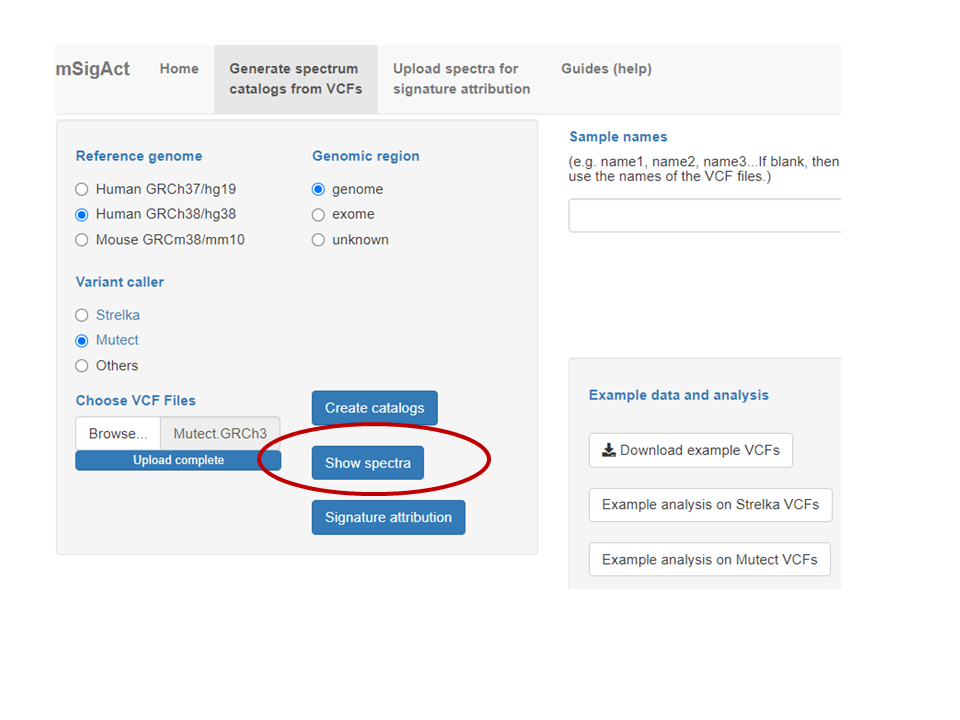 mSigAct
Home
Generate spectrum
catalogs from VCFs
Upload spectra for
signature attribution
Guides (help)
Reference genome
Human GRCh37/hg19
Human GRCh38/hg38
Mouse GRCm38/mm10
Genomic region
genome
exome
unknown
Variant caller
Strelka
Mutect
Others
Choose VCF Files
Browse...
Mutect.GRCh3
Upload complete
Create catalogs
Show spectra
Signature attribution
Sample names
(e.g. name1, name2, name3...If blank, then
use the names of the VCF files.)
Example data and analysis
Download example VCFs
Example analysis on Strelka VCFs
Example analysis on Mutect VCFs